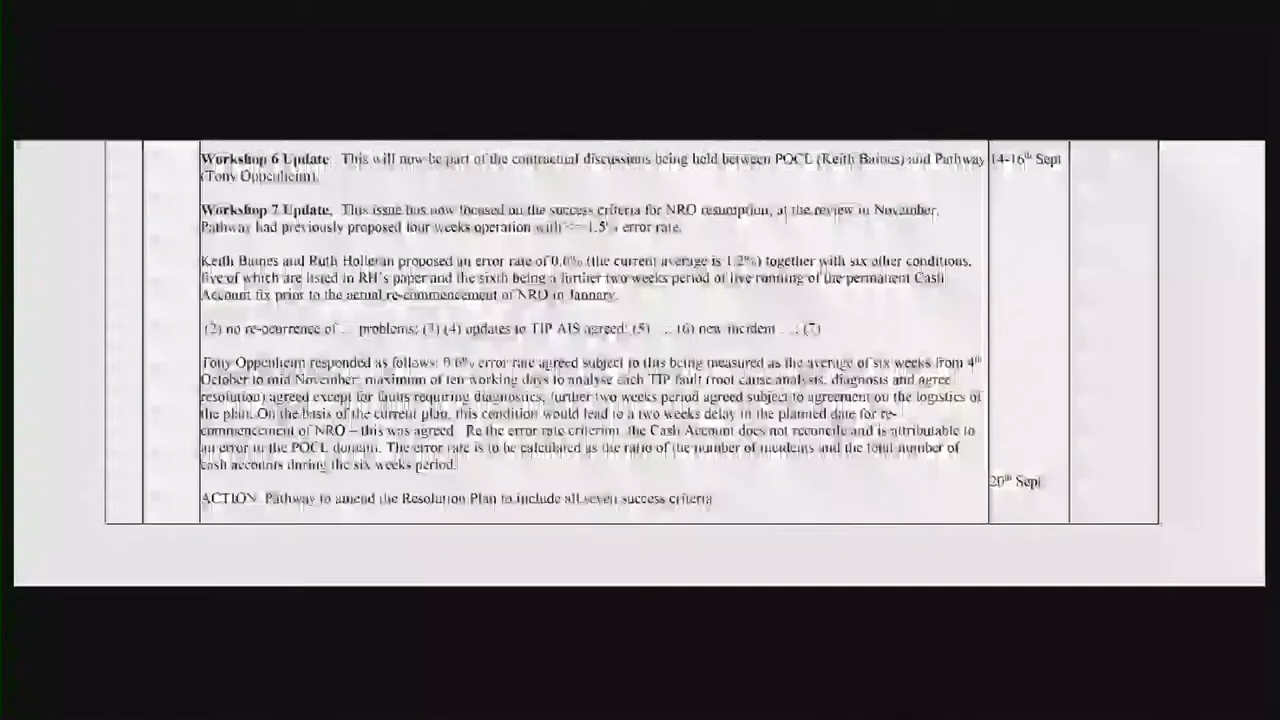 Workshop 6 Update. This will now be part of the contractual discussions being held between POCL (Keith Baines) and Pathway 14-16th Sept
(Tony Oppenheim).
Workshop 7 Update. This issue has now focused on the success criteria for NRO resumption, at the review in November.
Pathway had previously proposed four weeks operation with <= 1.5% error rate.
Keith Baines and Ruth Holleran proposed an error rate of 0.6% (the current average is 1.2%) together with six other conditions,
five of which are listed in RH's paper and the sixth being a further two weeks period of live running of the permanent Cash
Account fix prior to the actual re-commencement of NRO in January.
(2) no re-ocurrence of ... problems; (3) (4) updates to TIP AIS agreed; (5) ... (6) new incident ...; (7)
Tony Oppenheim responded as follows: 0.6% error rate agreed subject to this being measured as the average of six weeks from 4th
October to mid November; maximum of ten working days to analyse each TIP fault (root cause analysis, diagnosis and agree
resolution) agreed except for faults requiring diagnostics, further two weeks period agreed subject to agreement on the logistics of
the plan. On the basis of the current plan, this condition would lead to a two weeks delay in the planned date for re-
commencement of NRO – this was agreed. Re the error rate criterion, the Cash Account does not reconcile and is attributable to
an error in the POCL domain. The error rate is to be calculated as the ratio of the number of incidents and the total number of
cash accounts during the six weeks period.
20th Sept
ACTION: Pathway to amend the Resolution Plan to include all seven success criteria